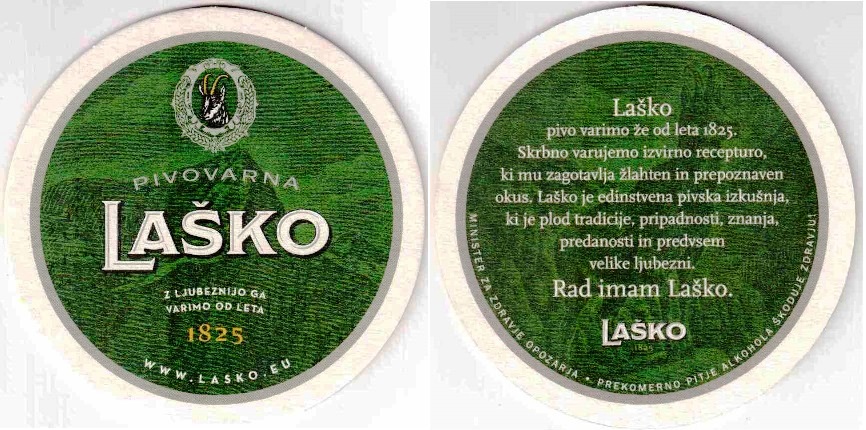 PIVOVARNA
LAŠKO
Z LJUBEZNIJO GA
VARIMO OD LETA
1825
WWW.LASKO.EU
Laško
pivo varimo že od leta 1825.
Skrbno varujemo izvirno recepturo,
ki mu zagotavlja žlahten in prepoznaven
okus. Laško je edinstvena pivska izkušnja,
ki je plod tradicije, pripadnosti, znanja,
predanosti in predvsem
velike ljubezni.
Rad imam Laško.
LAŠKO
1825
MINISTER ZA ZDRAVJE OPOZARJA • PREKOMERNO PITJE ALKOHOLA ŠKODUJE ZDRAVJU!